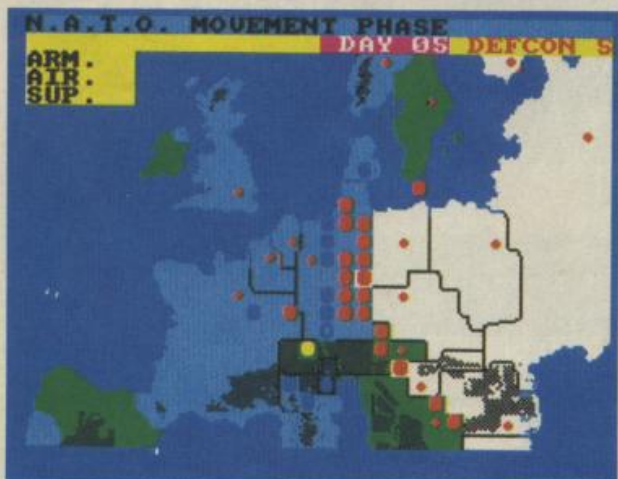 N.A.T.O. MOVEMENT PHASE
DAY 05 DEFCON 5
ARM.
AIR.
SUP.